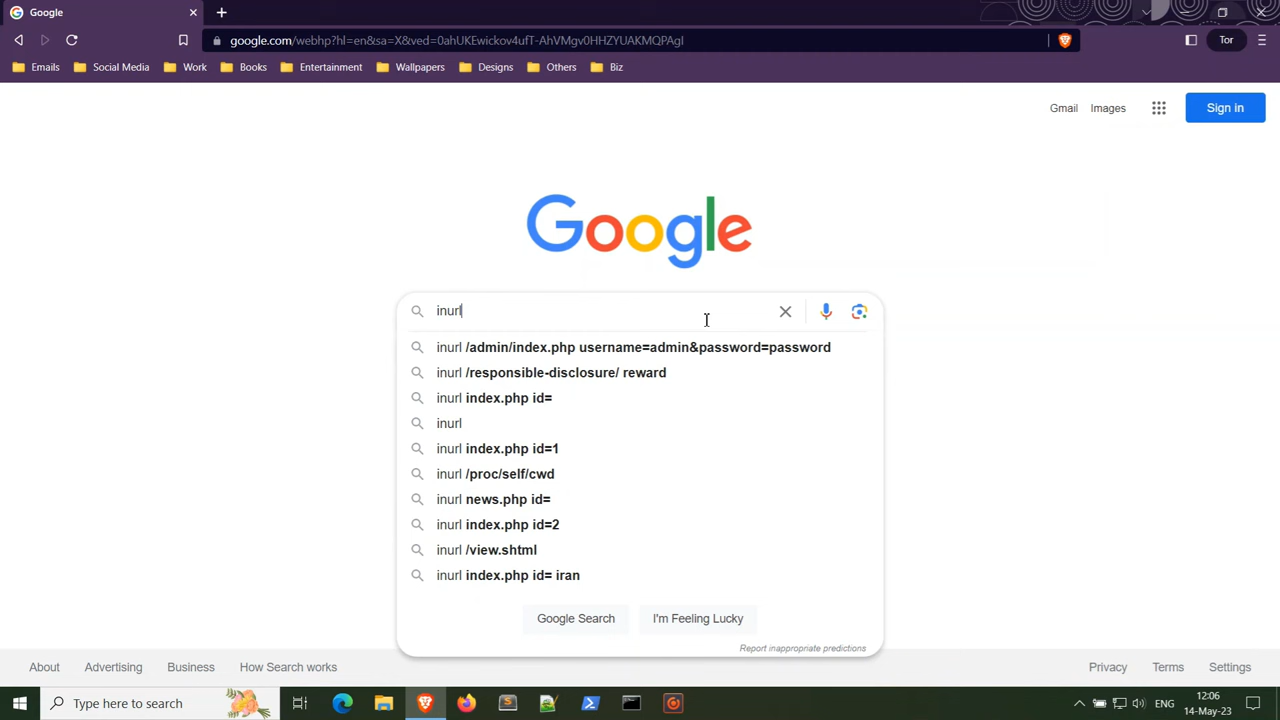 Google
google.com/webhp?hl=en&sa=X&ved=0ahUKEwickov4ufT-AhVMgv0HHZYUAKMQPAgI
Tor
Emails Social Media Work Books Entertainment Wallpapers Designs Others Biz
Gmail Images Sign in
Google
inurl
inurl /admin/index.php username=admin&password=password
inurl /responsible-disclosure/ reward
inurl index.php id=
inurl
inurl index.php id=1
inurl /proc/self/cwd
inurl news.php id=
inurl index.php id=2
inurl /view.shtml
inurl index.php id= iran
Google Search I'm Feeling Lucky
Report inappropriate predictions
About Advertising Business How Search works Privacy Terms Settings
Type here to search
ENG
12:06
14-May-23